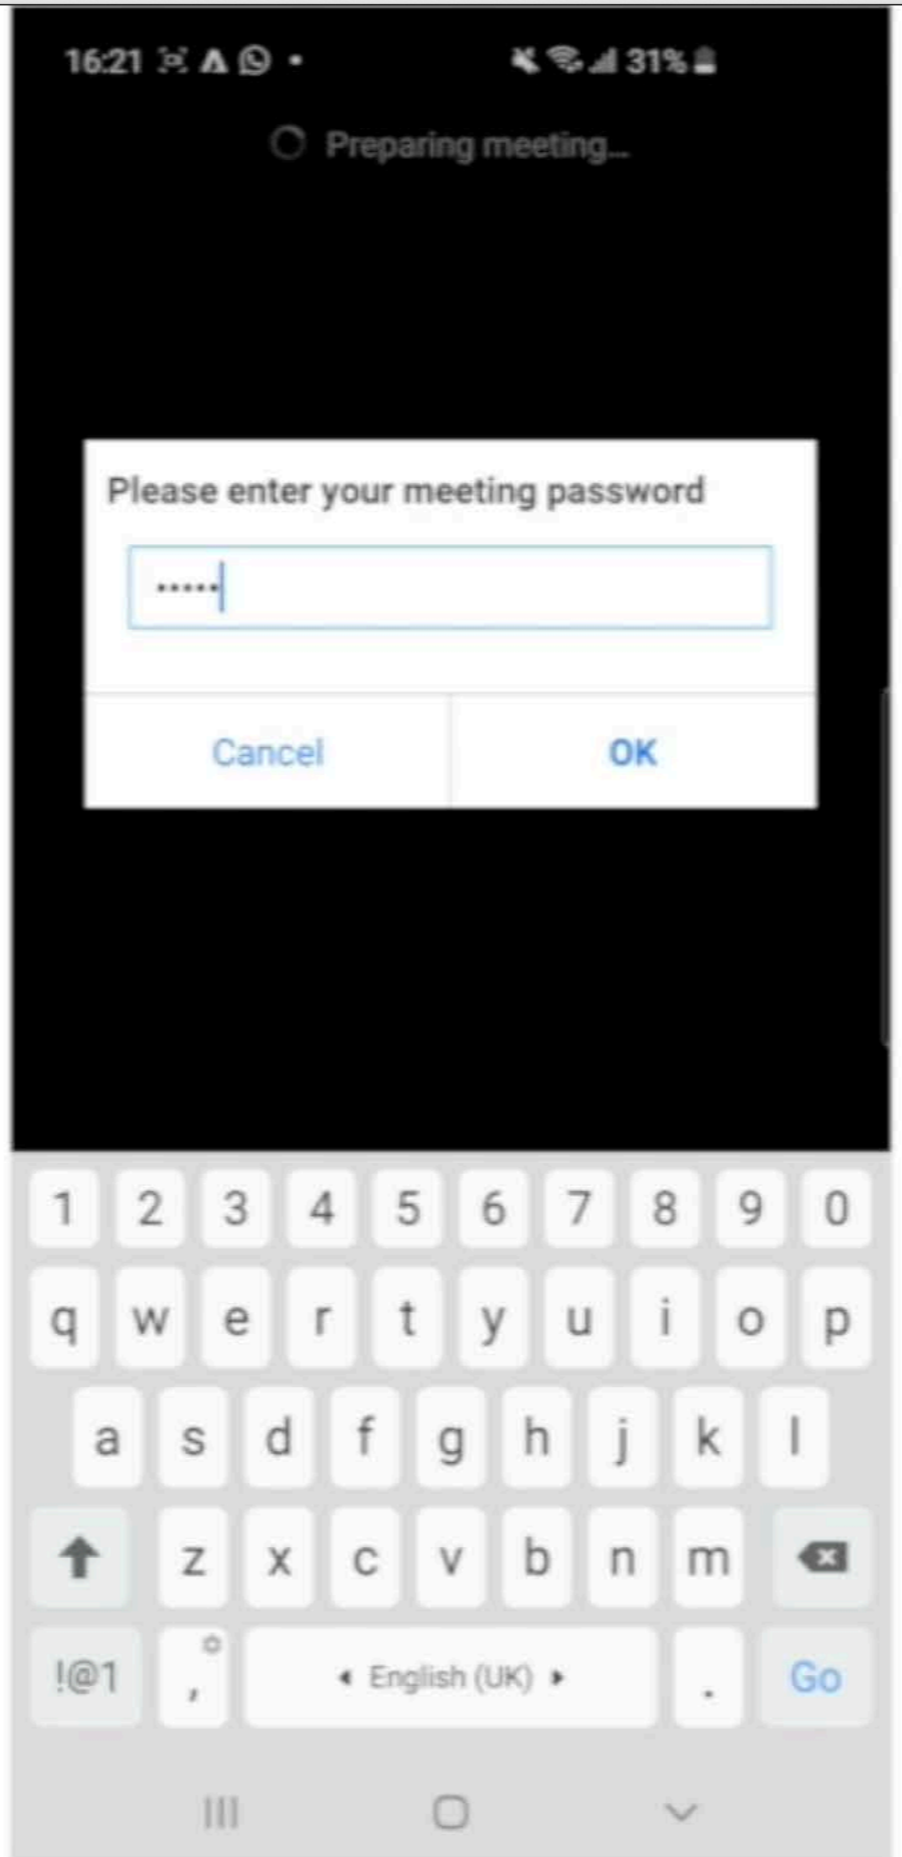 16:21 31%
Preparing meeting...
Please enter your meeting password
•••••
Cancel OK
1 2 3 4 5 6 7 8 9 0
q w e r t y u i o p
a s d f g h j k l
z x c v b n m
!@1 , English (UK) . Go